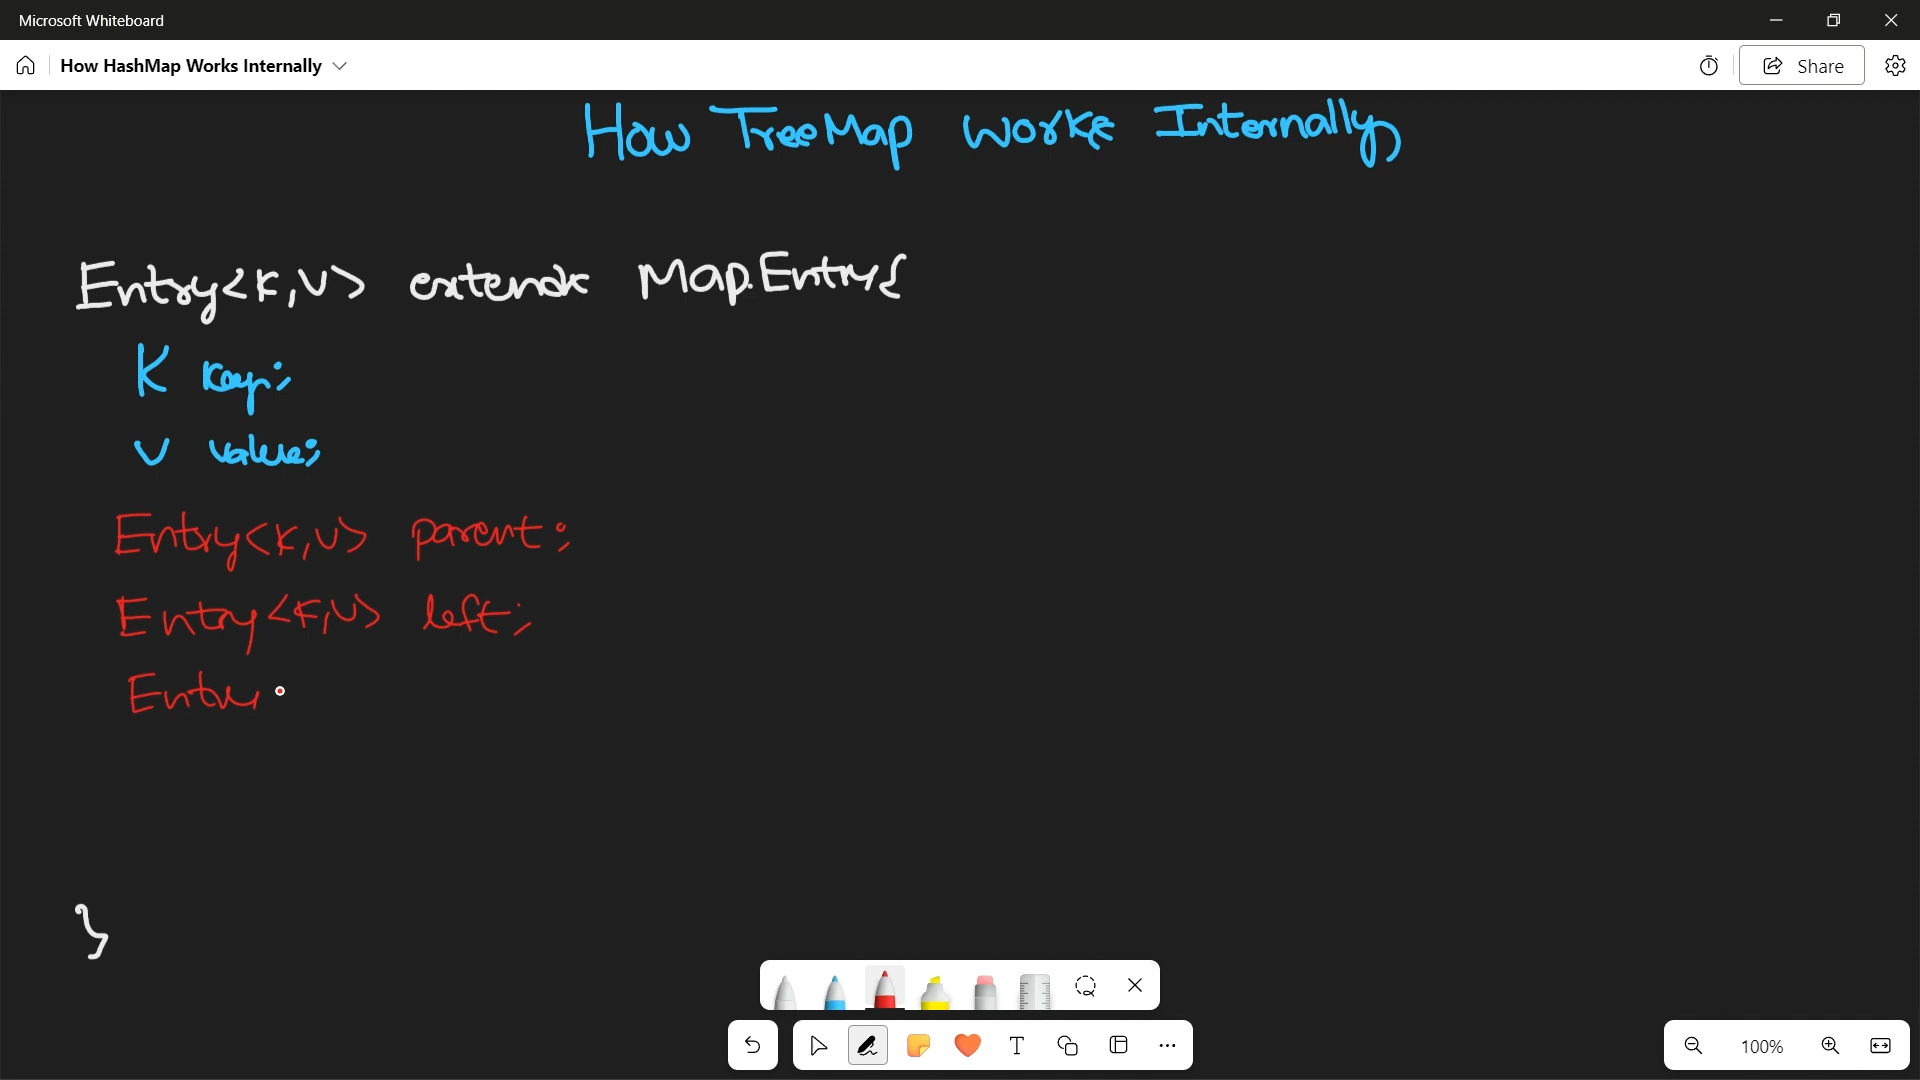 Microsoft Whiteboard
How HashMap Works Internally
Share
How TreeMap works Internally
Entry<K,V> extends Map.Entry{
K key;
V value;
Entry<K,V> parent;
Entry<K,V> left;
Entry
}
100%